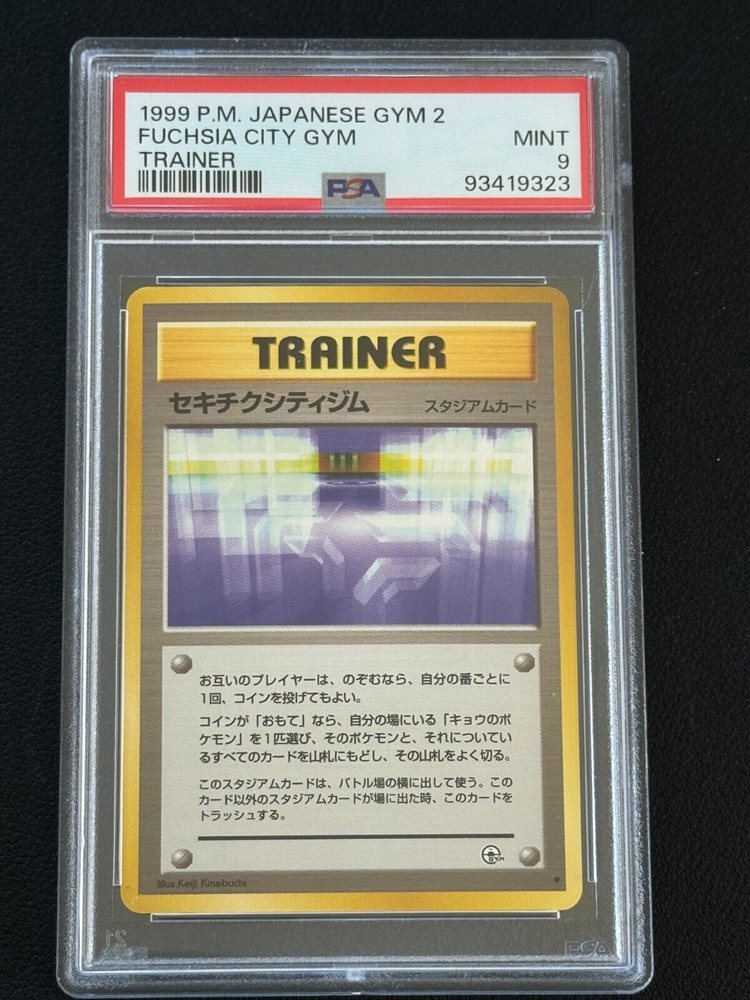 1999 P.M. JAPANESE GYM 2
FUCHSIA CITY GYM MINT
TRAINER 9
PSA 93419323
TRAINER
セキチクシティジム スタジアムカード
お互いのプレイヤーは、のぞむなら、自分の番ごとに
1回、コインを投げてもよい。
コインが「おもて」なら、自分の場にいる「キョウのポ
ケモン」を1匹選び、そのポケモンと、それについてい
るすべてのカードを山札にもどし、その山札をよく切る。
このスタジアムカードは、バトル場の横に出して使う。この
カード以外のスタジアムカードが場に出た時、このカードを
トラッシュする。
GYM
Illus. Keiji Kinebuchi